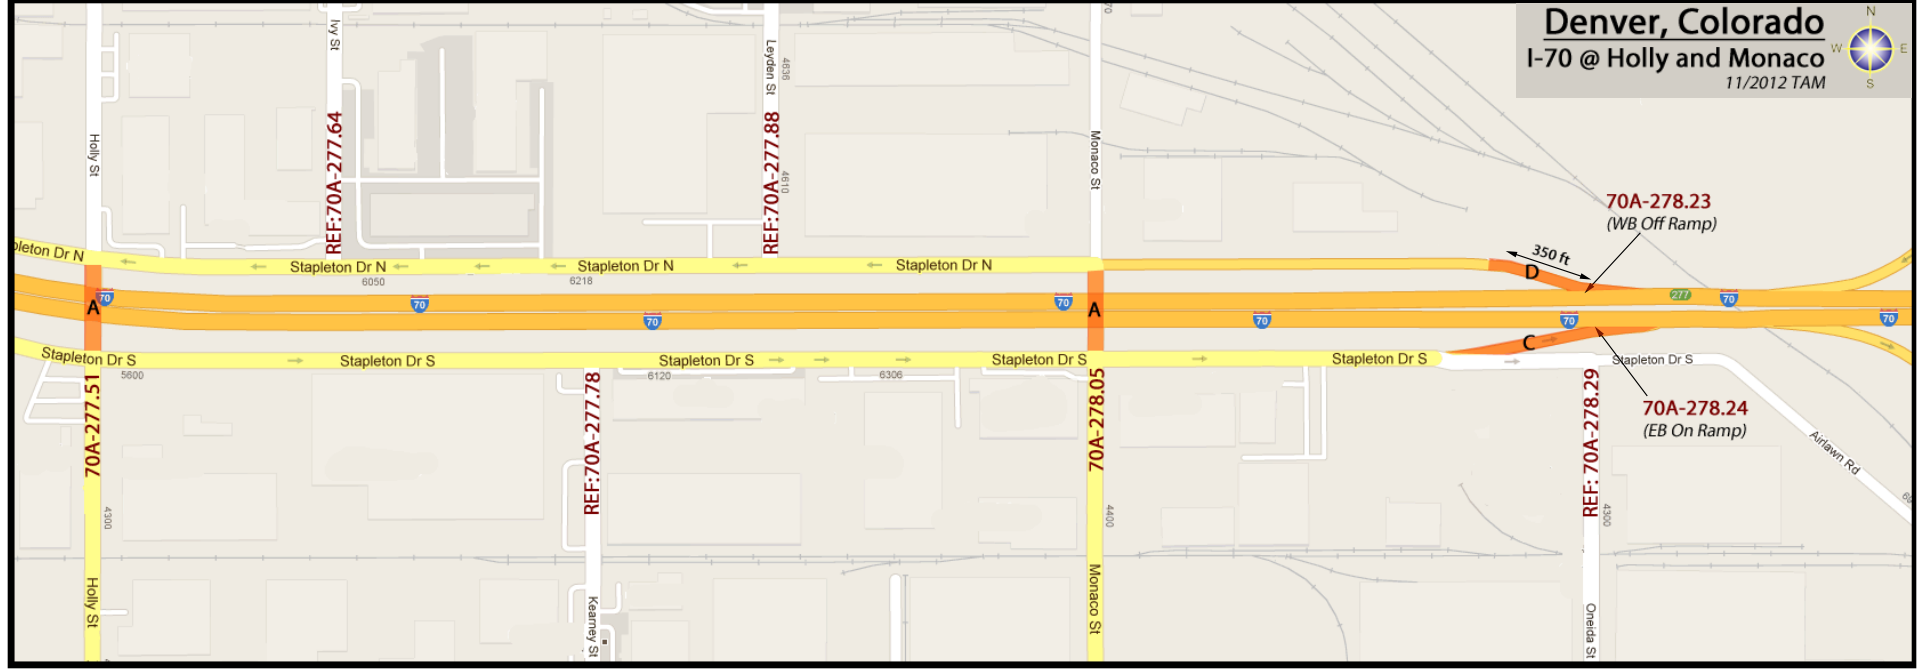 Denver, Colorado
I-70 @ Holly and Monaco
11/2012 TAM
N
W
E
S
Ivy St
Leyden St
4636
70
Holly St
REF:70A-277.64
REF:70A-277.88
4610
Monaco St
70A-278.23
(WB Off Ramp)
350 ft
D
pleton Dr N
Stapleton Dr N
Stapleton Dr N
Stapleton Dr N
6050
6218
A
70
70
70
70
70
70
70
70
277
A
C
Stapleton Dr S
Stapleton Dr S
Stapleton Dr S
Stapleton Dr S
Stapleton Dr S
Stapleton Dr S
5600
6120
6306
70A-277.51
REF:70A-277.78
70A-278.05
REF: 70A-278.29
70A-278.24
(EB On Ramp)
Airlawn Rd
4300
4400
4300
Holly St
Kearney St
Monaco St
Oneida St